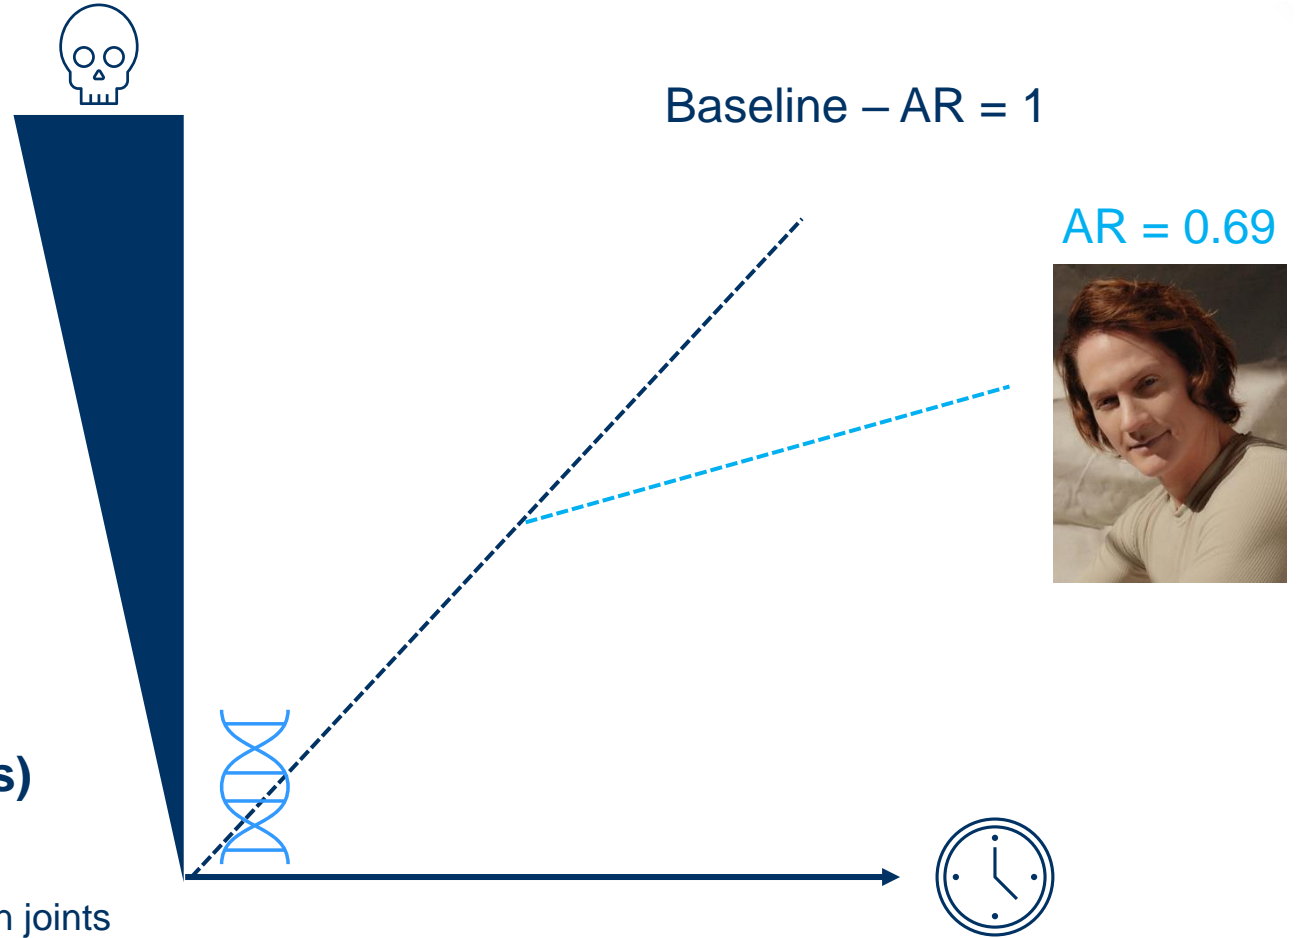 Baseline – AR = 1
AR = 0.69
s)
n joints